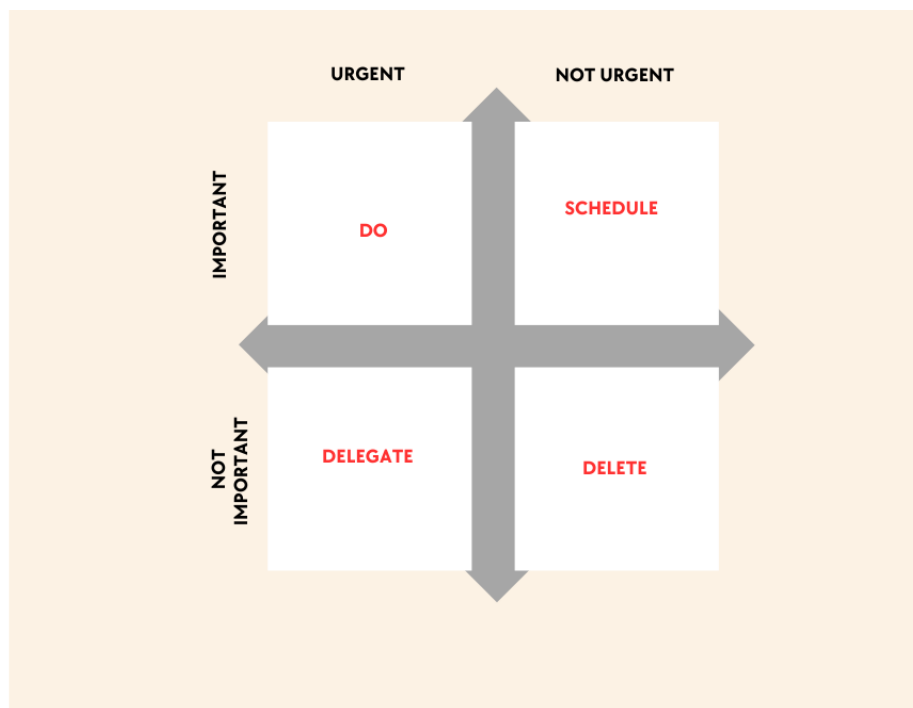 URGENT
NOT URGENT
IMPORTANT
DO
SCHEDULE
NOT
IMPORTANT
DELEGATE
DELETE